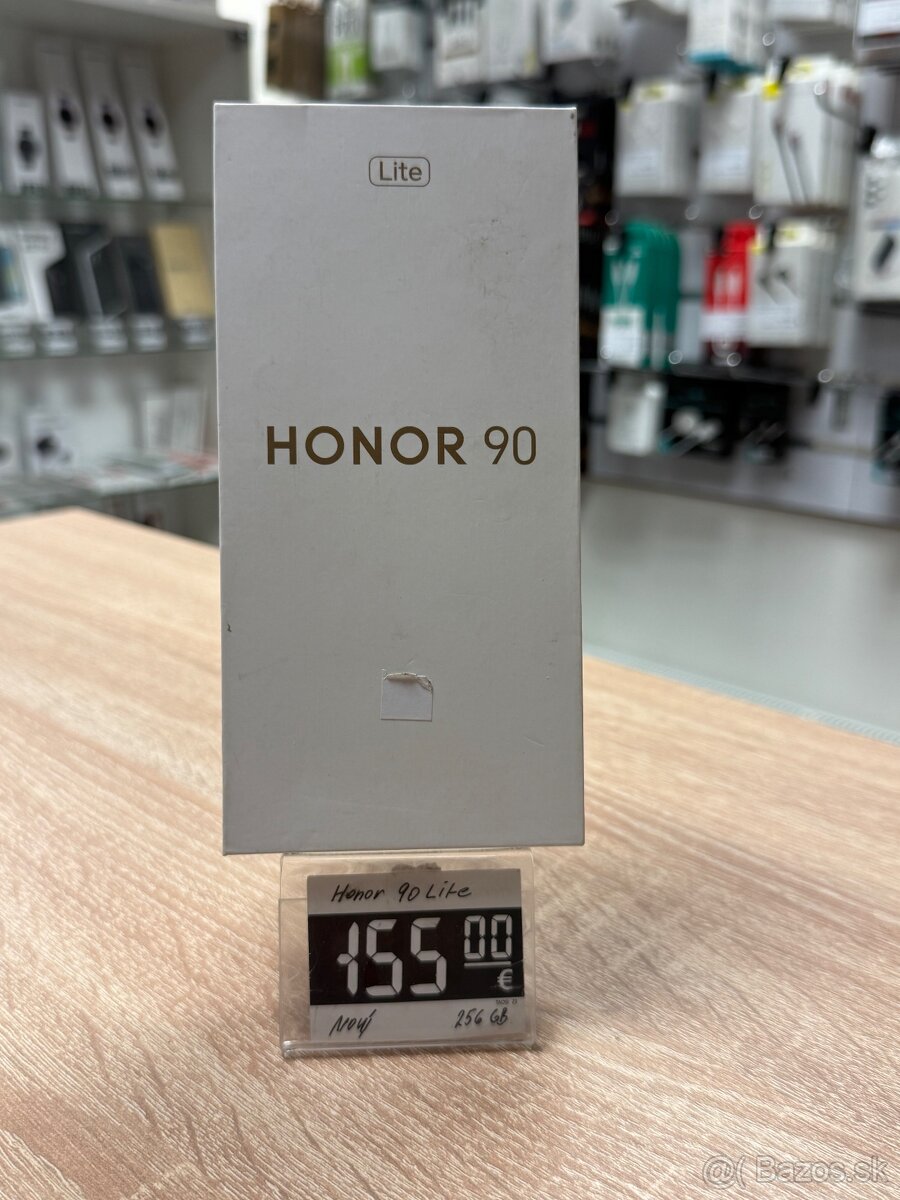 Lite
HONOR 90
Honor 90 Lite
155 00
€
Nový
256 GB
@( Bazos.sk